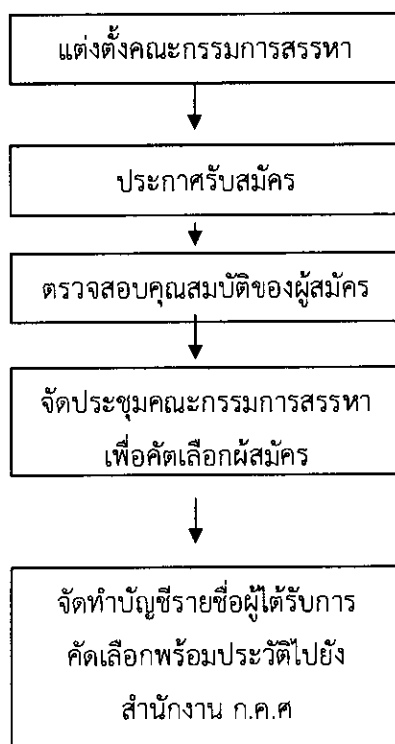 แต่งตั้งคณะกรรมการสรรหา
ประกาศรับสมัคร
ตรวจสอบคุณสมบัติของผู้สมัคร
จัดประชุมคณะกรรมการสรรหา
เพื่อคัดเลือกผู้สมัคร
จัดทำบัญชีรายชื่อผู้ได้รับการ
คัดเลือกพร้อมประวัติไปยัง
สำนักงาน ก.ค.ศ